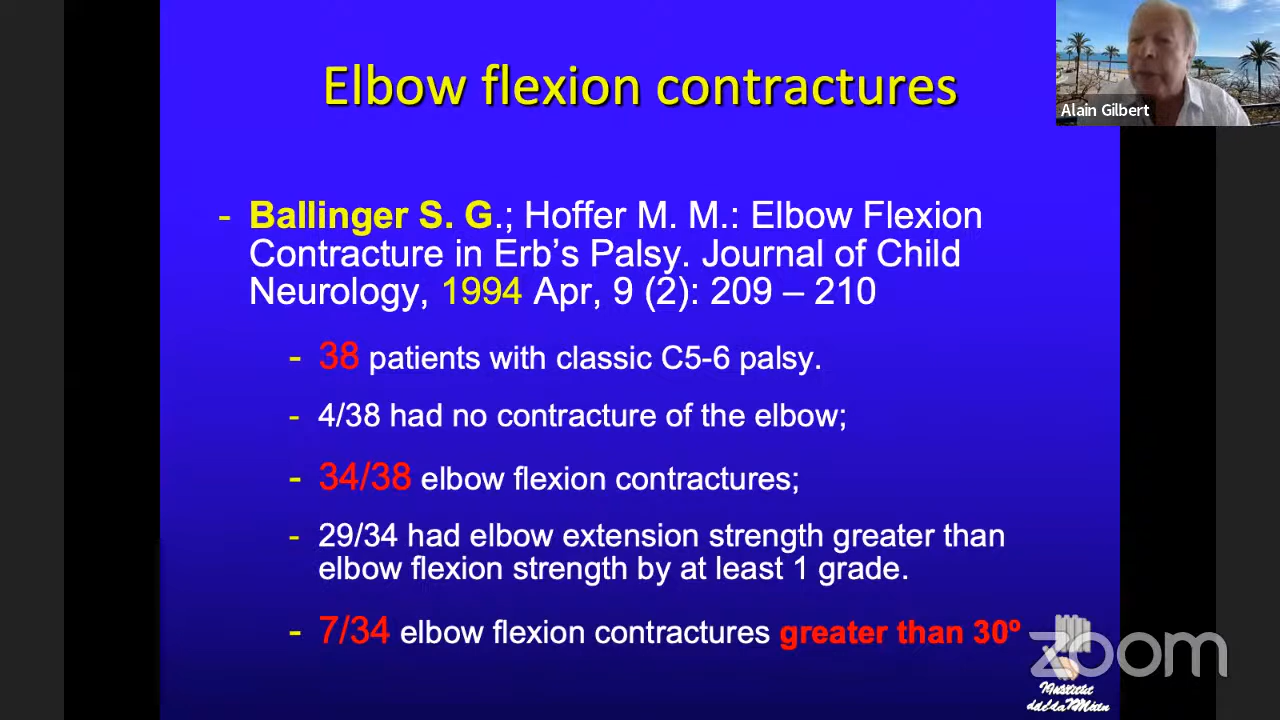 Elbow flexion contractures
Alain Gilbert
- Ballinger S. G.; Hoffer M. M.: Elbow Flexion
Contracture in Erb’s Palsy. Journal of Child
Neurology, 1994 Apr, 9 (2): 209 – 210
- 38 patients with classic C5-6 palsy.
- 4/38 had no contracture of the elbow;
- 34/38 elbow flexion contractures;
- 29/34 had elbow extension strength greater than
elbow flexion strength by at least 1 grade.
- 7/34 elbow flexion contractures greater than 30º
zoom